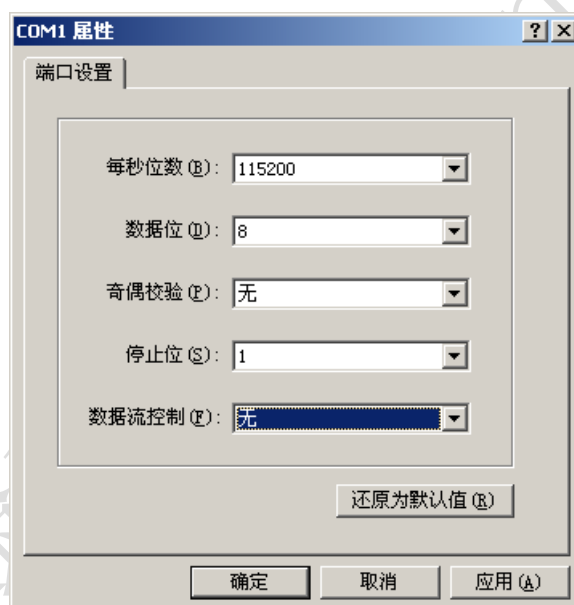 COM1 属性
端口设置
每秒位数(B): 115200
数据位(D): 8
奇偶校验(P): 无
停止位(S): 1
数据流控制(F): 无
还原为默认值(R)
确定 取消 应用(A)